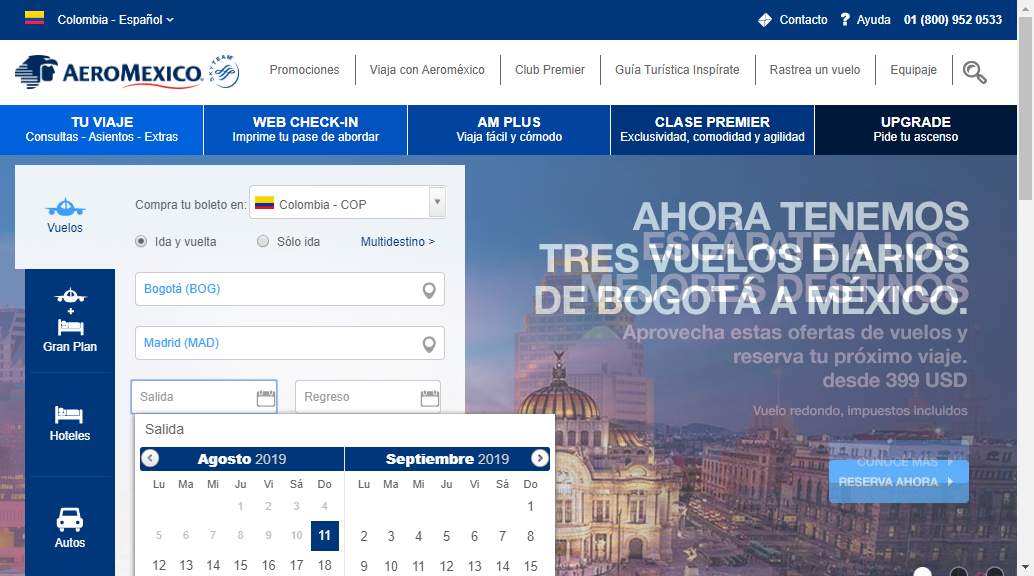 Colombia - Español
Contacto
Ayuda
01 (800) 952 0533
AEROMEXICO.
SKYTEAM
Promociones
Viaja con Aeroméxico
Club Premier
Guía Turística Inspírate
Rastrea un vuelo
Equipaje
TU VIAJE
Consultas - Asientos - Extras
WEB CHECK-IN
Imprime tu pase de abordar
AM PLUS
Viaja fácil y cómodo
CLASE PREMIER
Exclusividad, comodidad y agilidad
UPGRADE
Pide tu ascenso
Vuelos
+
Gran Plan
Hoteles
Autos
Compra tu boleto en:
Colombia - COP
Ida y vuelta
Sólo ida
Multidestino >
Bogotá (BOG)
Madrid (MAD)
Salida
Regreso
Salida
Agosto 2019
Lu Ma Mi Ju Vi Sá Do
1 2 3 4
5 6 7 8 9 10 11
12 13 14 15 16 17 18
Septiembre 2019
Lu Ma Mi Ju Vi Sá Do
1
2 3 4 5 6 7 8
9 10 11 12 13 14 15
AHORA TENEMOS
ESCÁPATE A LOS
TRES VUELOS DIARIOS
MEJORES DESTINOS
DE BOGOTÁ A MÉXICO.
Aprovecha estas ofertas de vuelos y
reserva tu próximo viaje.
desde 399 USD
Vuelo redondo, impuestos incluidos
CONOCE MÁS
RESERVA AHORA